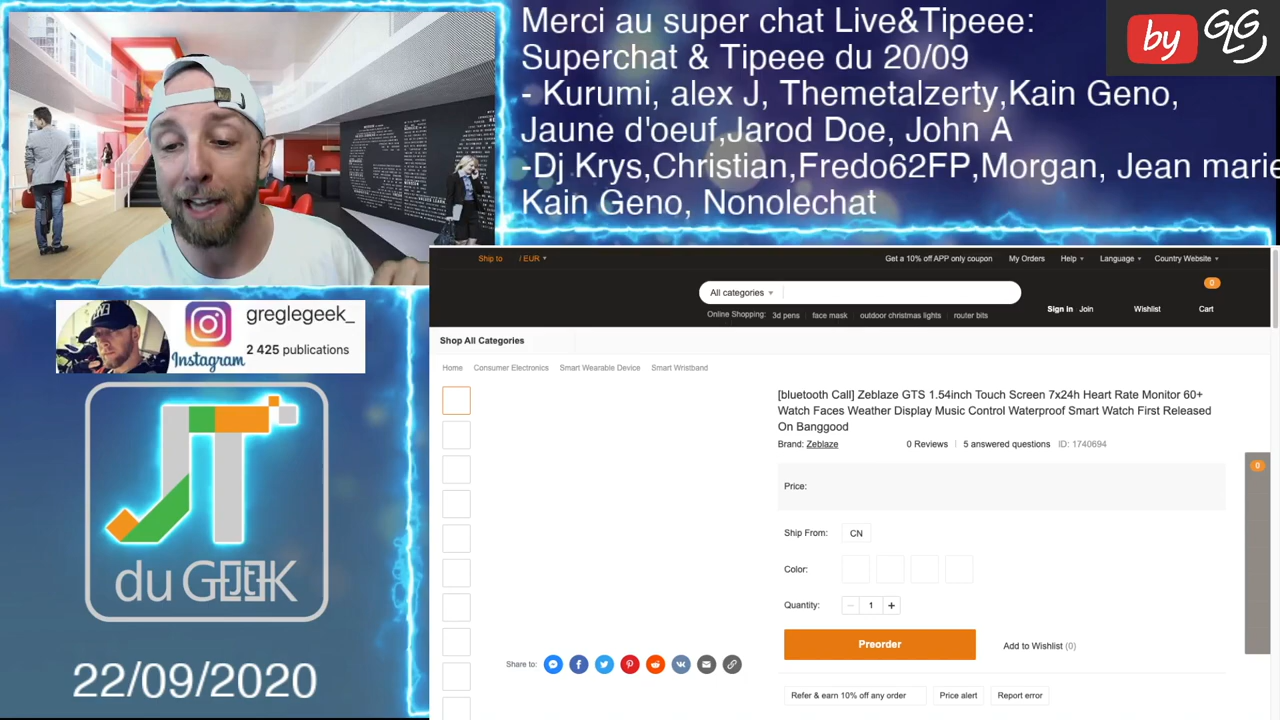 Merci au super chat Live&Tipeee:
Superchat & Tipeee du 20/09
- Kurumi, alex J, Themetalzerty,Kain Geno,
Jaune d'oeuf,Jarod Doe, John A
-Dj Krys,Christian,Fredo62FP,Morgan, Jean marie
Kain Geno, Nonolechat
by GLG
greglegeek_
2 425 publications
Instagram
JT
du GEEK
22/09/2020
Ship to / EUR
Get a 10% off APP only coupon My Orders Help Language Country Website
All categories
0
Online Shopping: 3d pens face mask outdoor christmas lights router bits
Sign In Join Wishlist Cart
Shop All Categories
Home Consumer Electronics Smart Wearable Device Smart Wristband
[bluetooth Call] Zeblaze GTS 1.54inch Touch Screen 7x24h Heart Rate Monitor 60+
Watch Faces Weather Display Music Control Waterproof Smart Watch First Released
On Banggood
Brand: Zeblaze 0 Reviews 5 answered questions ID: 1740694
0
Price:
Ship From: CN
Color:
Quantity: − 1 +
Preorder Add to Wishlist (0)
Share to:
Refer & earn 10% off any order Price alert Report error